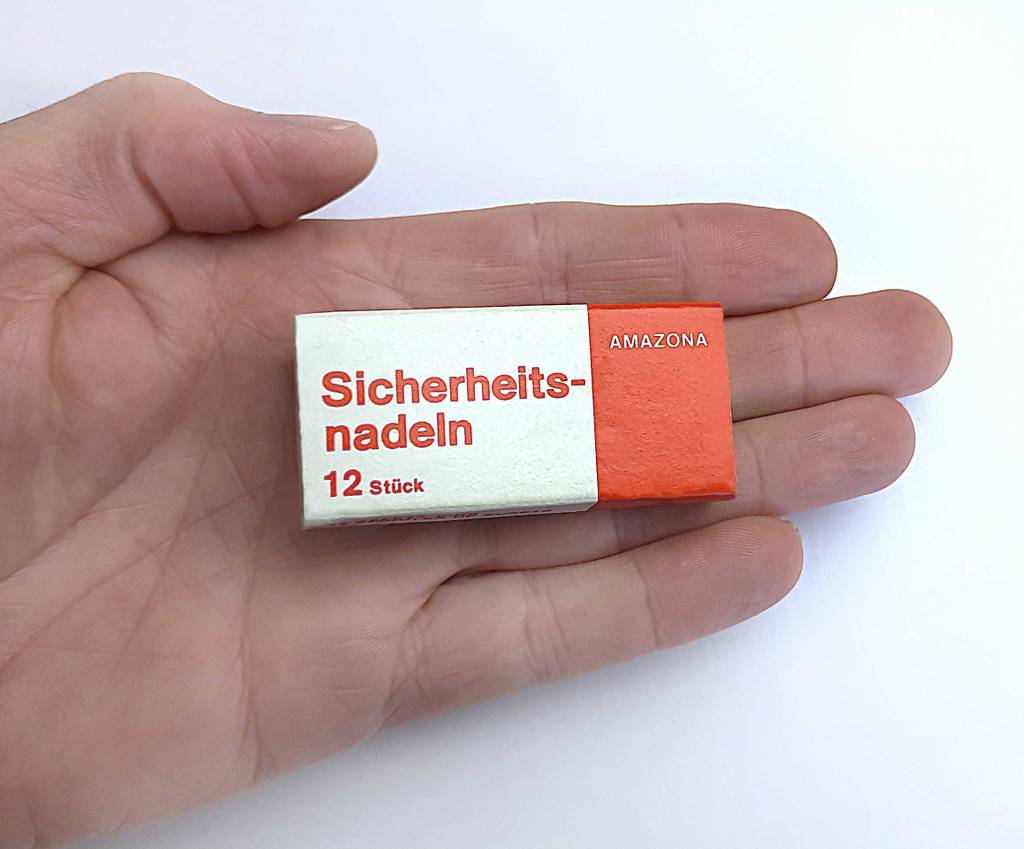 Sicherheits-
nadeln
12 Stück
AMAZONA